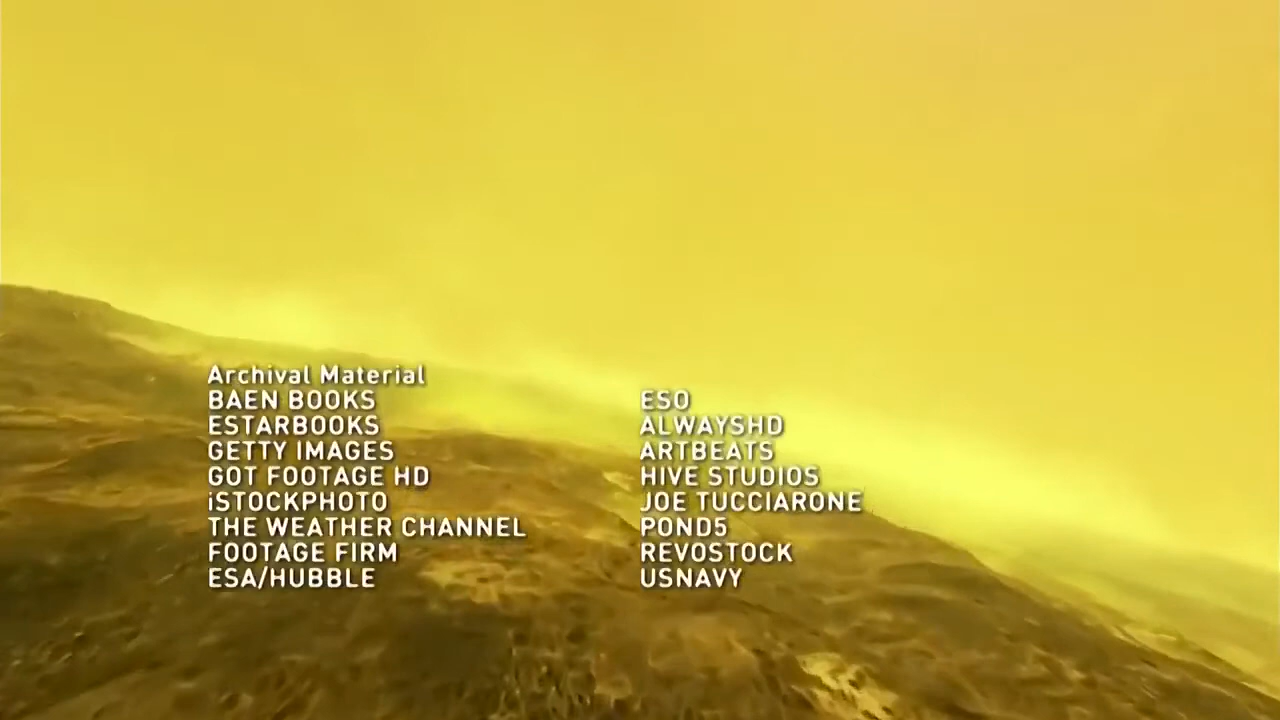 Archival Material
BAEN BOOKS
ESTARBOOKS
GETTY IMAGES
GOT FOOTAGE HD
iSTOCKPHOTO
THE WEATHER CHANNEL
FOOTAGE FIRM
ESA/HUBBLE
ESO
ALWAYSHD
ARTBEATS
HIVE STUDIOS
JOE TUCCIARONE
POND5
REVOSTOCK
USNAVY